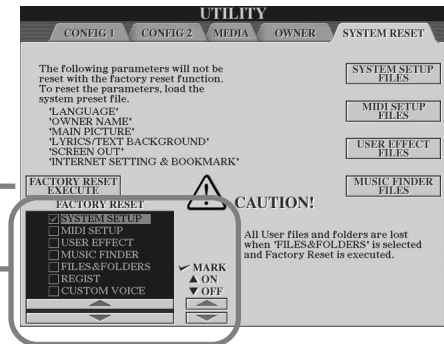 UTILITY
CONFIG 1 CONFIG 2 MEDIA OWNER SYSTEM RESET
The following parameters will not be
reset with the factory reset function.
To reset the parameters, load the
system preset file.
'LANGUAGE'
'OWNER NAME'
'MAIN PICTURE'
'LYRICS/TEXT BACKGROUND'
'SCREEN OUT'
'INTERNET SETTING & BOOKMARK'
SYSTEM SETUP
FILES
MIDI SETUP
FILES
USER EFFECT
FILES
MUSIC FINDER
FILES
FACTORY RESET
EXECUTE
CAUTION!
All User files and folders are lost
when 'FILES&FOLDERS' is selected
and Factory Reset is executed.
FACTORY RESET
SYSTEM SETUP
MIDI SETUP
USER EFFECT
MUSIC FINDER
FILES&FOLDERS
REGIST
CUSTOM VOICE
✓ MARK
▲ ON
▼ OFF